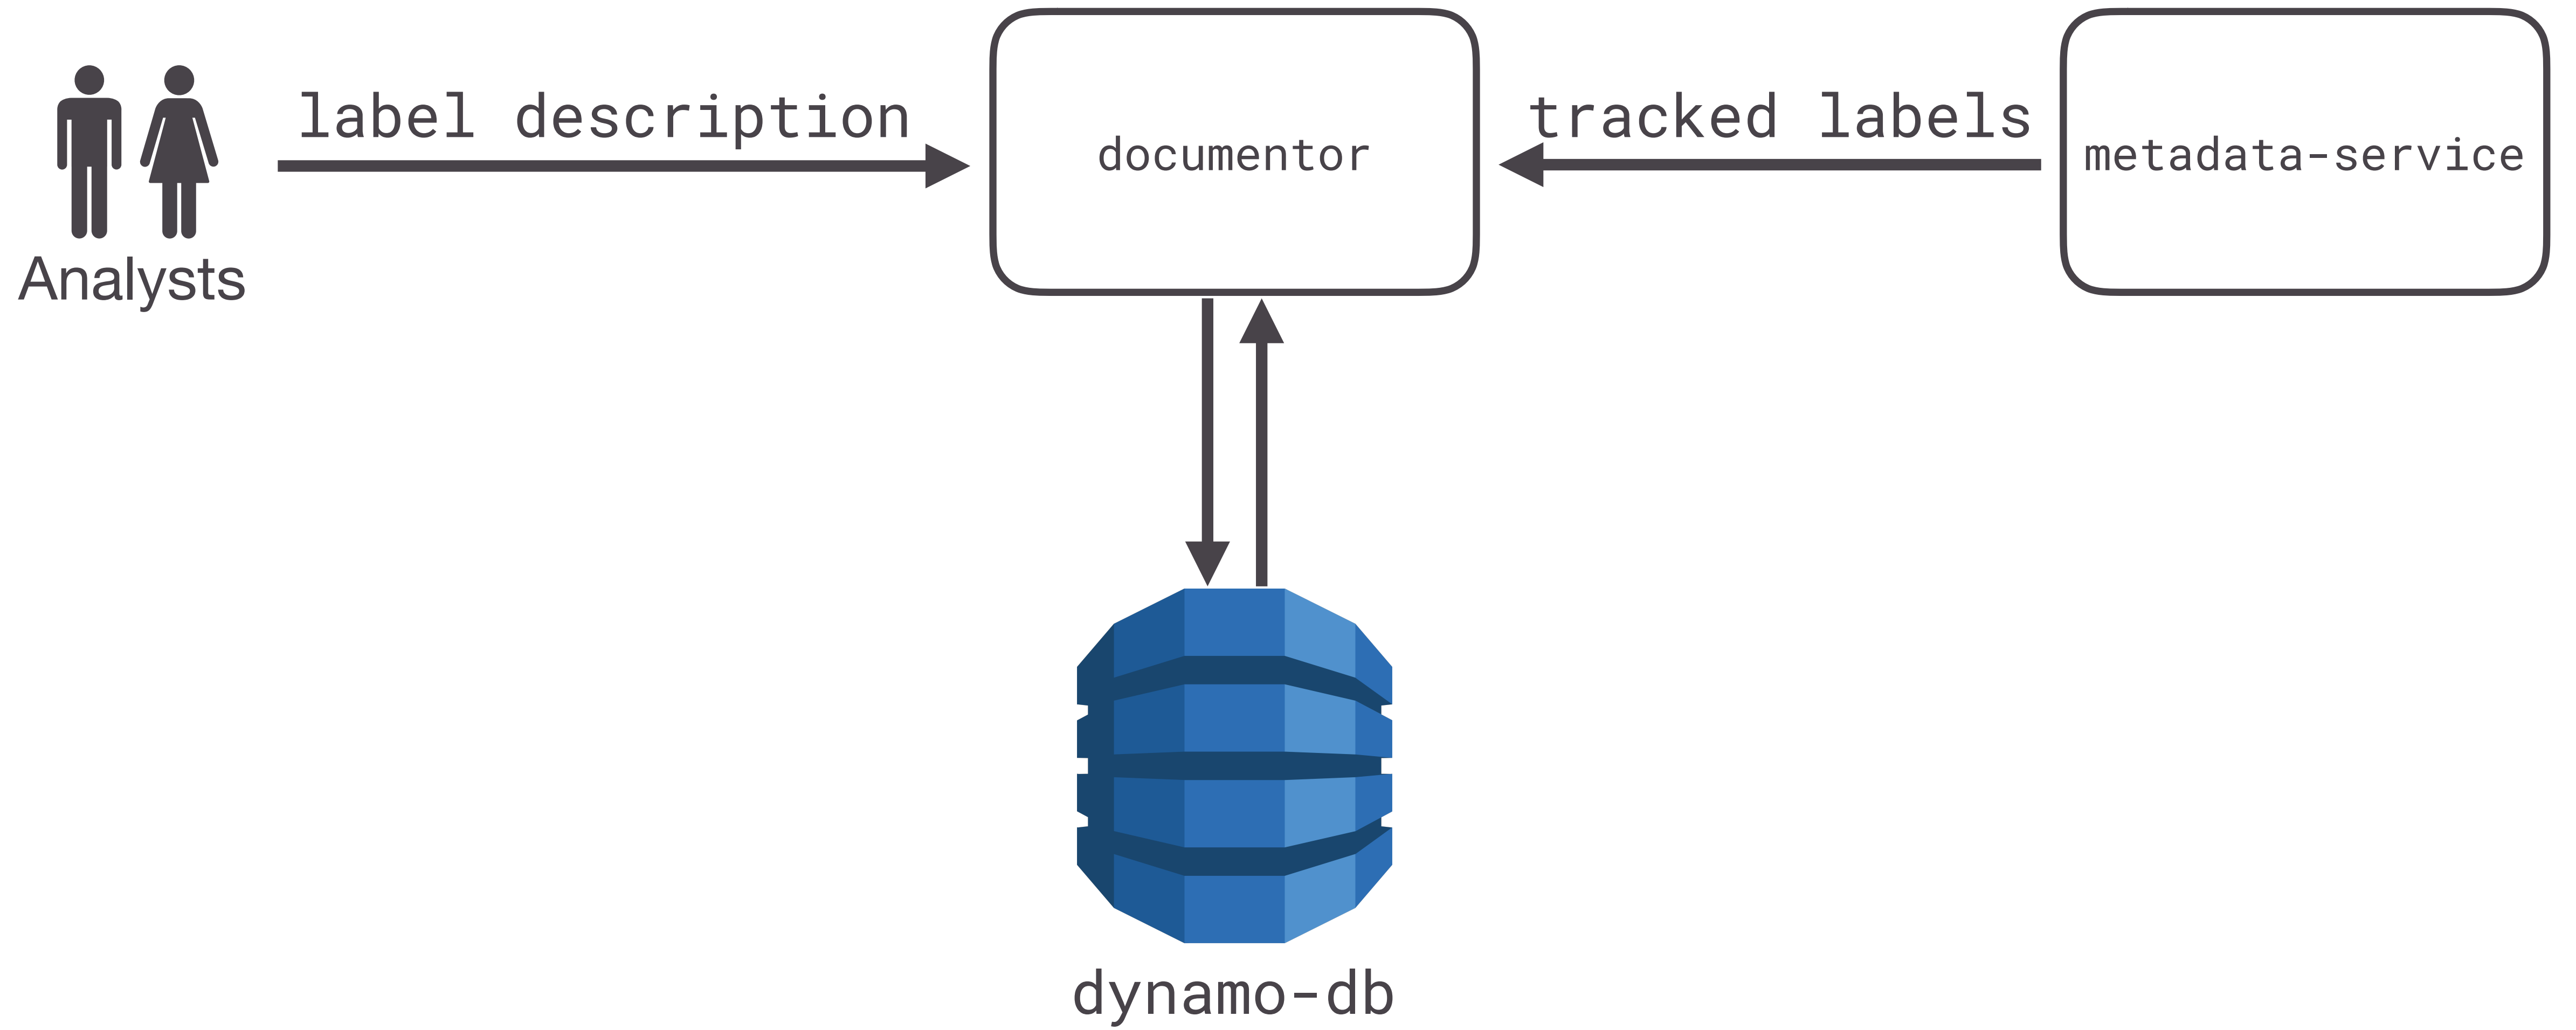 label description
documentor
tracked labels
metadata-service
Analysts
dynamo-db